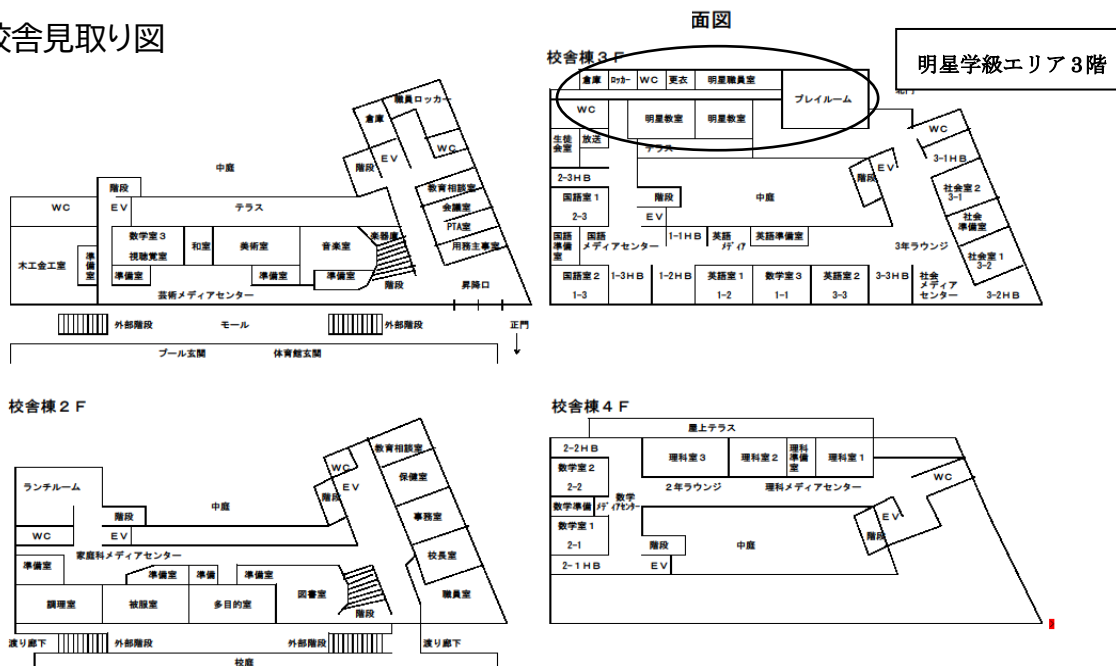 校舎見取り図
面図
明星学級エリア3階
職員ロッカー
倉庫
WC
EV
階段
中庭
教育相談室
会議室
PTA室
用務主事室
階段
WC
EV
テラス
数学室3
視聴覚室
和室
美術室
音楽室
楽器庫
木工金工室
準備室
準備室
準備室
準備室
階段
昇降口
芸術メディアセンター
外部階段
モール
外部階段
正門
プール玄関
体育館玄関
校舎棟3F
倉庫
ロッカー
WC
更衣
明星職員室
プレイルーム
WC
明星教室
明星教室
生徒会室
放送
テラス
WC
3-1HB
EV
階段
2-3HB
国語室1
2-3
階段
EV
中庭
社会室2
3-1
社会準備室
社会室1
3-2
国語準備室
国語
メディアセンター
1-1HB
英語
メディア
英語準備室
3年ラウンジ
国語室2
1-3
1-3HB
1-2HB
英語室1
1-2
数学室3
1-1
英語室2
3-3
3-3HB
社会
メディア
センター
3-2HB
校舎棟2F
教育相談室
WC
EV
階段
保健室
事務室
校長室
職員室
ランチルーム
中庭
階段
WC
EV
家庭科メディアセンター
準備室
準備室
準備
準備室
調理室
被服室
多目的室
図書室
階段
渡り廊下
外部階段
外部階段
渡り廊下
校庭
校舎棟4F
屋上テラス
2-2HB
理科室3
理科室2
理科準備室
理科室1
数学室2
2-2
2年ラウンジ
理科メディアセンター
WC
数学準備
数学
メディアセンター
数学室1
2-1
EV
階段
階段
中庭
2-1HB
EV